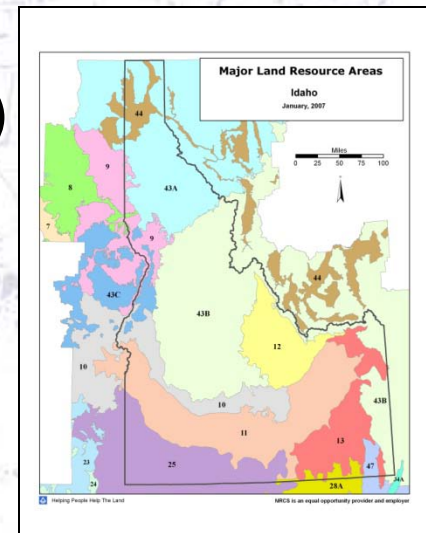 Major Land Resource Areas
Idaho
January, 2007
Miles
0 25 50 75 100
44
9
8
43A
7
9
44
43C
43B
12
10
10
43B
11
13
25
23
47
24
28A
Helping People Help The Land
NRCS is an equal opportunity provider and employer